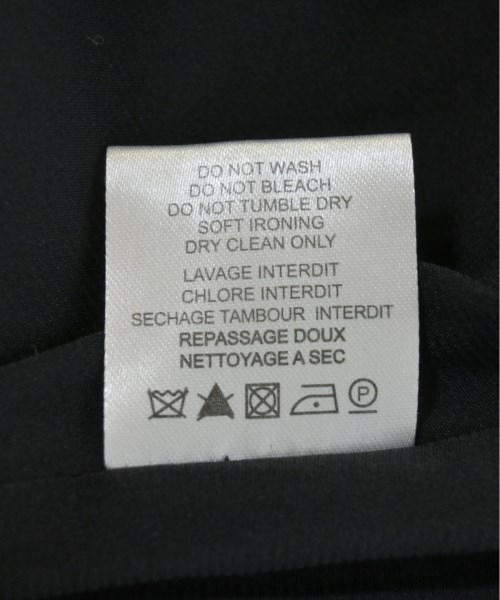 DO NOT WASH
DO NOT BLEACH
DO NOT TUMBLE DRY
SOFT IRONING
DRY CLEAN ONLY
LAVAGE INTERDIT
CHLORE INTERDIT
SECHAGE TAMBOUR INTERDIT
REPASSAGE DOUX
NETTOYAGE A SEC
P